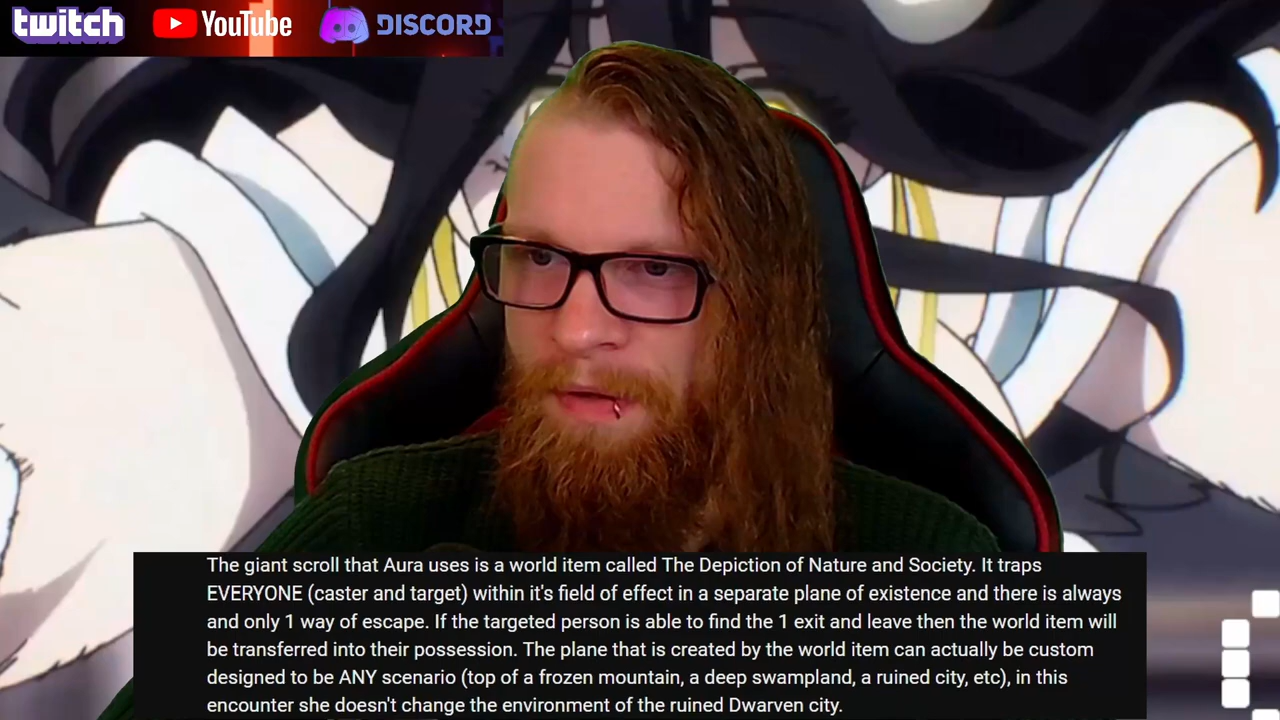 twitch YouTube DISCORD
The giant scroll that Aura uses is a world item called The Depiction of Nature and Society. It traps
EVERYONE (caster and target) within it's field of effect in a separate plane of existence and there is always
and only 1 way of escape. If the targeted person is able to find the 1 exit and leave then the world item will
be transferred into their possession. The plane that is created by the world item can actually be custom
designed to be ANY scenario (top of a frozen mountain, a deep swampland, a ruined city, etc), in this
encounter she doesn't change the environment of the ruined Dwarven city.